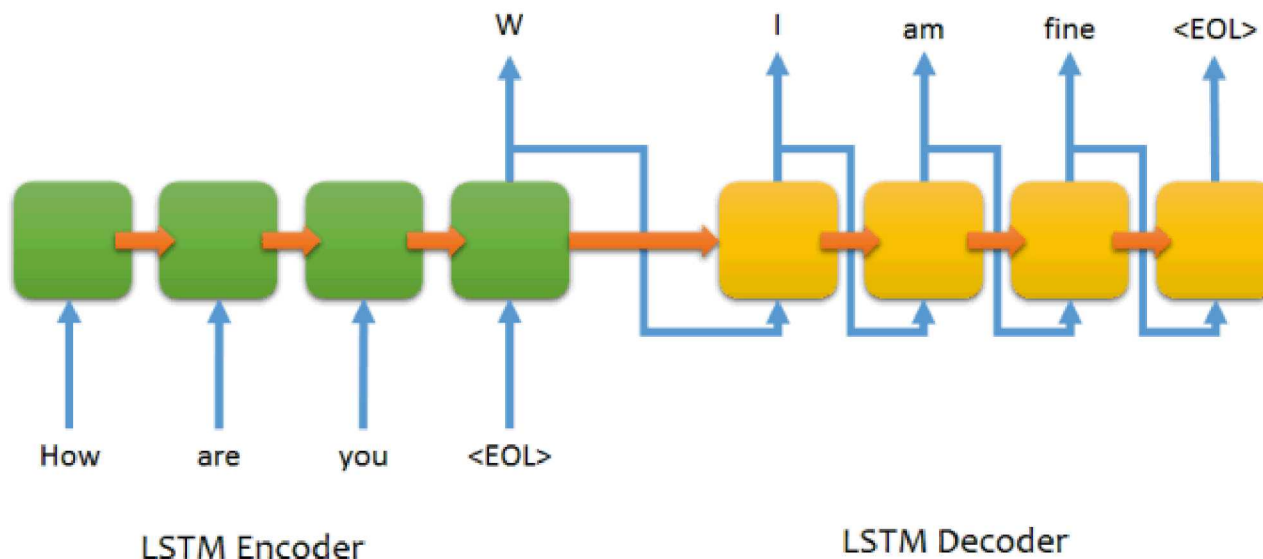 W I am fine <EOL>
How are you <EOL>
LSTM Encoder LSTM Decoder